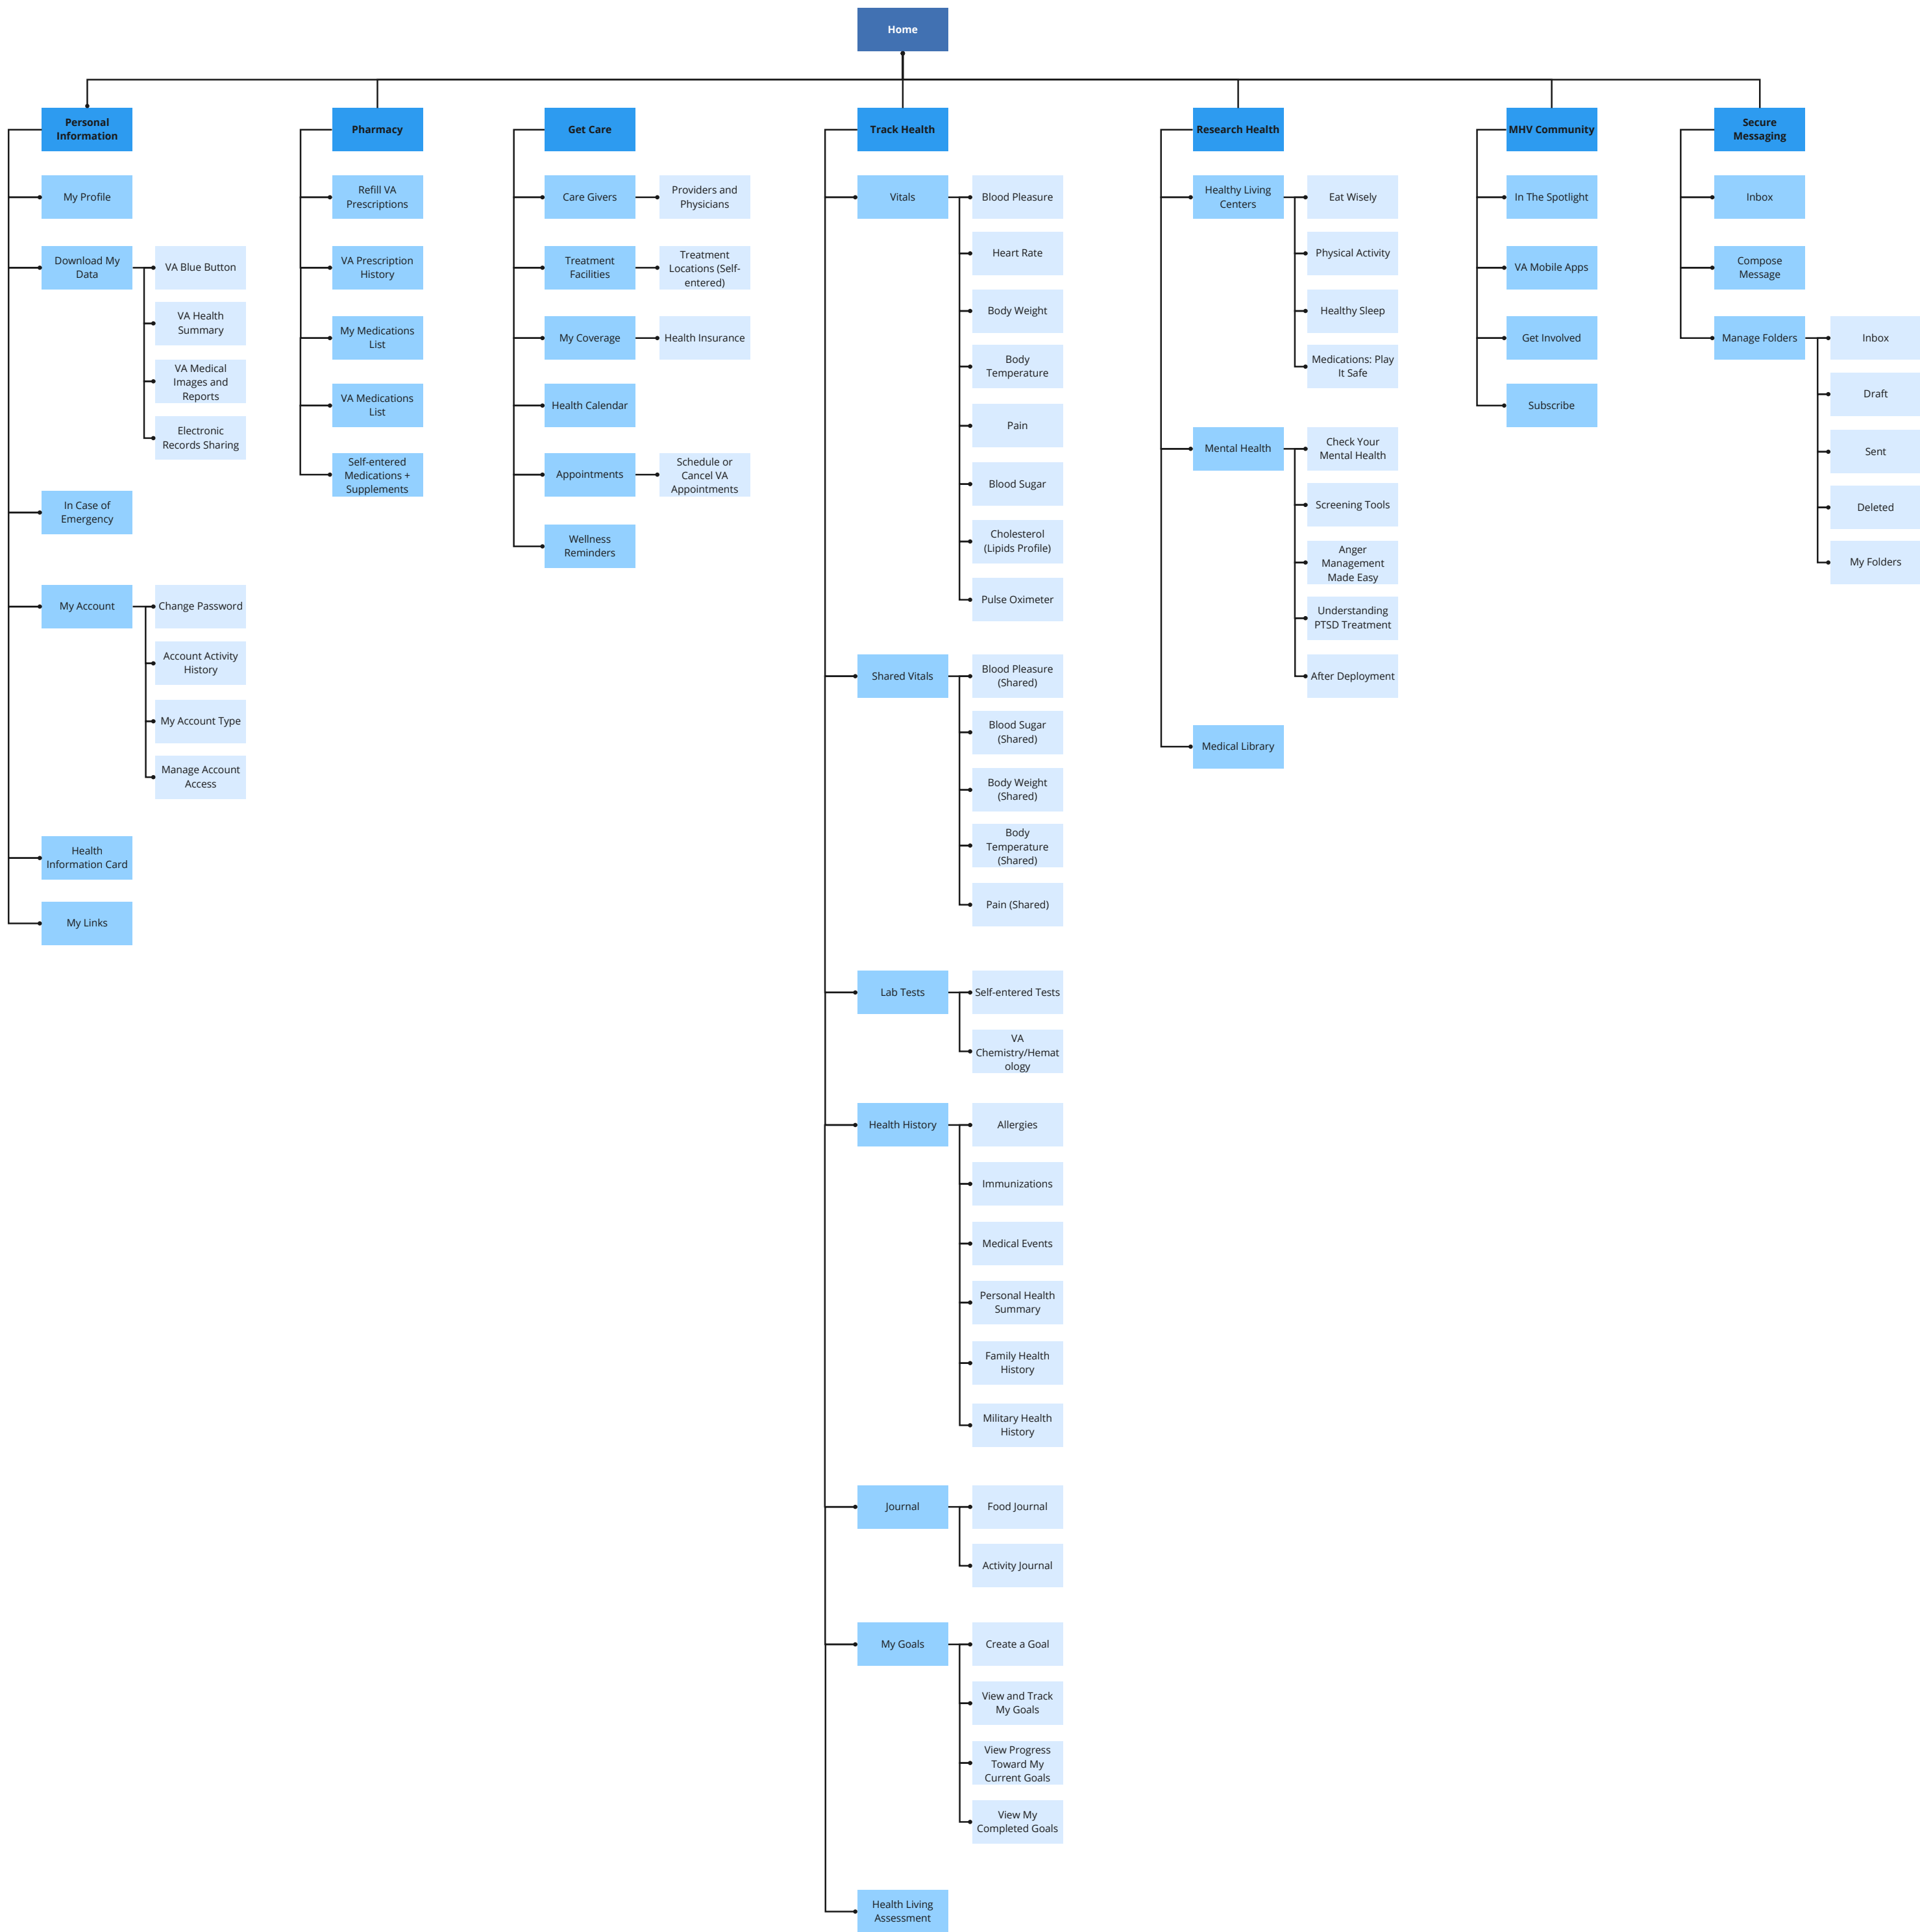 Home
Personal
Information
My Profile
Download My
Data
VA Blue Button
VA Health
Summary
VA Medical
Images and
Reports
Electronic
Records Sharing
In Case of
Emergency
My Account
Change Password
Account Activity
History
My Account Type
Manage Account
Access
Health
Information Card
My Links
Pharmacy
Refill VA
Prescriptions
VA Prescription
History
My Medications
List
VA Medications
List
Self-entered
Medications +
Supplements
Get Care
Care Givers
Providers and
Physicians
Treatment
Facilities
Treatment
Locations (Self-
entered)
My Coverage
Health Insurance
Health Calendar
Appointments
Schedule or
Cancel VA
Appointments
Wellness
Reminders
Track Health
Vitals
Blood Pleasure
Heart Rate
Body Weight
Body
Temperature
Pain
Blood Sugar
Cholesterol
(Lipids Profile)
Pulse Oximeter
Shared Vitals
Blood Pleasure
(Shared)
Blood Sugar
(Shared)
Body Weight
(Shared)
Body
Temperature
(Shared)
Pain (Shared)
Lab Tests
Self-entered Tests
VA
Chemistry/Hemat
ology
Health History
Allergies
Immunizations
Medical Events
Personal Health
Summary
Family Health
History
Military Health
History
Journal
Food Journal
Activity Journal
My Goals
Create a Goal
View and Track
My Goals
View Progress
Toward My
Current Goals
View My
Completed Goals
Health Living
Assessment
Research Health
Healthy Living
Centers
Eat Wisely
Physical Activity
Healthy Sleep
Medications: Play
It Safe
Mental Health
Check Your
Mental Health
Screening Tools
Anger
Management
Made Easy
Understanding
PTSD Treatment
After Deployment
Medical Library
MHV Community
In The Spotlight
VA Mobile Apps
Get Involved
Subscribe
Secure
Messaging
Inbox
Compose
Message
Manage Folders
Inbox
Draft
Sent
Deleted
My Folders